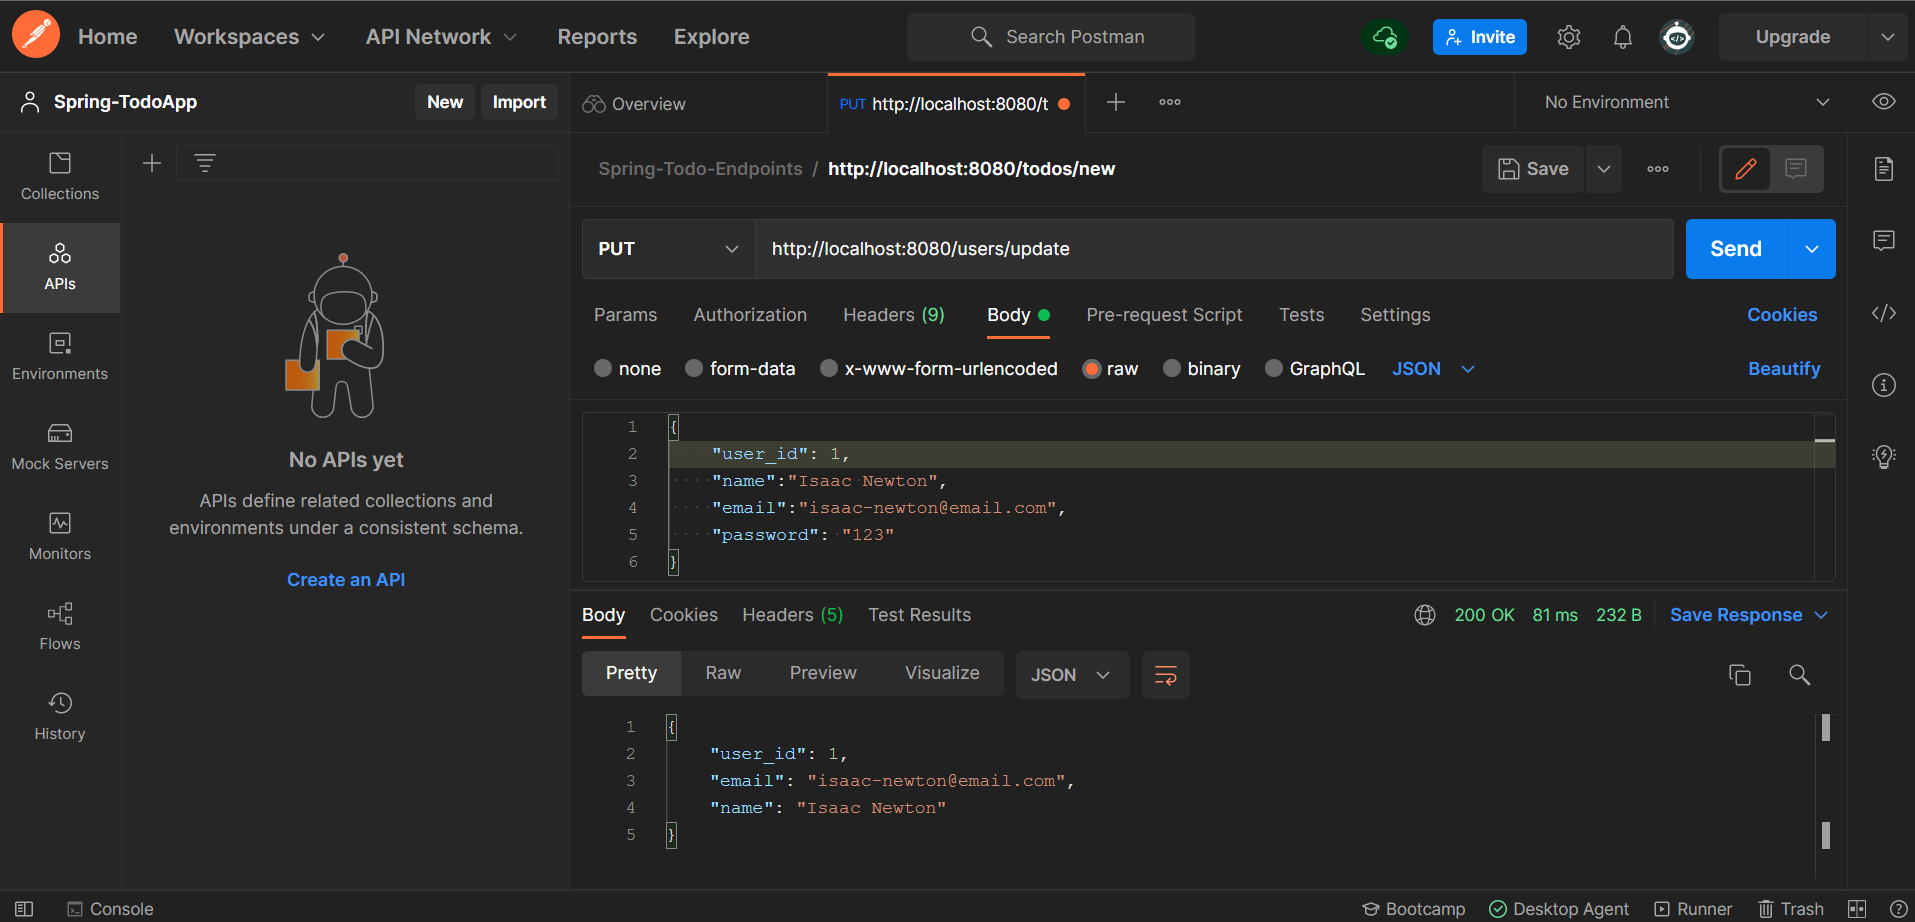 Home
Workspaces
API Network
Reports
Explore
Search Postman
Invite
Upgrade
Spring-TodoApp
New
Import
Overview
PUT http://localhost:8080/t
No Environment
Collections
APIs
Environments
Mock Servers
Monitors
Flows
History
No APIs yet
APIs define related collections and
environments under a consistent schema.
Create an API
Spring-Todo-Endpoints / http://localhost:8080/todos/new
Save
PUT
http://localhost:8080/users/update
Send
Params
Authorization
Headers (9)
Body
Pre-request Script
Tests
Settings
Cookies
none
form-data
x-www-form-urlencoded
raw
binary
GraphQL
JSON
Beautify
1 {
2 "user_id": 1,
3 "name":"Isaac Newton",
4 "email":"isaac-newton@email.com",
5 "password": "123"
6 }
Body
Cookies
Headers (5)
Test Results
200 OK
81 ms
232 B
Save Response
Pretty
Raw
Preview
Visualize
JSON
1 {
2 "user_id": 1,
3 "email": "isaac-newton@email.com",
4 "name": "Isaac Newton"
5 }
Console
Bootcamp
Desktop Agent
Runner
Trash